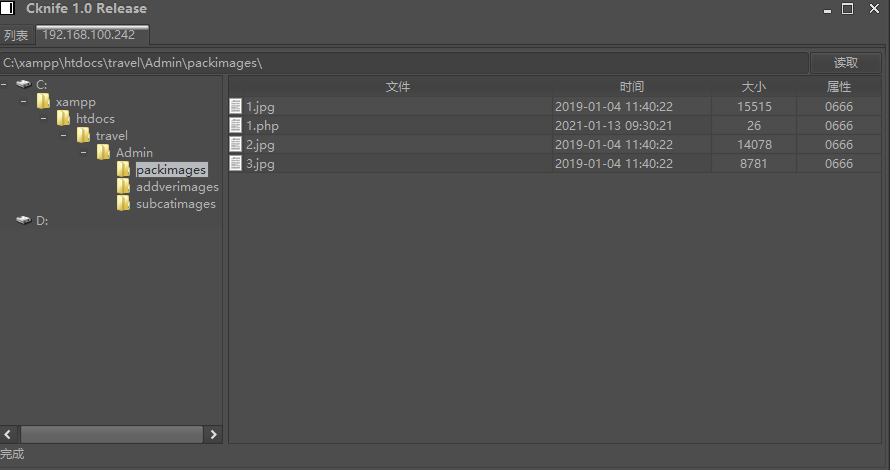 Cknife 1.0 Release
列表 192.168.100.242
C:\xampp\htdocs\travel\Admin\packimages\ 读取
C:
xampp
htdocs
travel
Admin
packimages
addverimages
subcatimages
D:
文件 时间 大小 属性
1.jpg 2019-01-04 11:40:22 15515 0666
1.php 2021-01-13 09:30:21 26 0666
2.jpg 2019-01-04 11:40:22 14078 0666
3.jpg 2019-01-04 11:40:22 8781 0666
完成